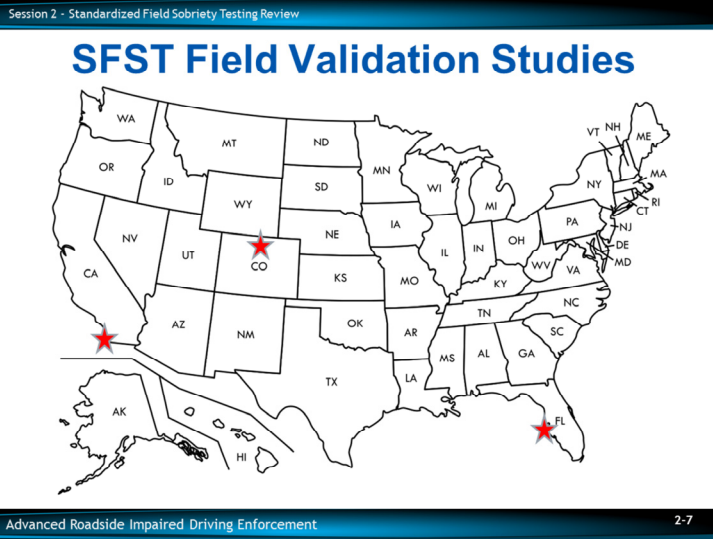 Session 2 - Standardized Field Sobriety Testing Review
SFST Field Validation Studies
WA
MT
ND
MN
VT
NH
ME
OR
ID
SD
WI
MI
NY
MA
RI
CT
WY
NV
UT
CO
NE
IA
IL
IN
OH
PA
NJ
DE
MD
CA
KS
MO
KY
WV
VA
AZ
NM
OK
AR
TN
NC
SC
TX
LA
MS
AL
GA
FL
AK
HI
Advanced Roadside Impaired Driving Enforcement
2-7